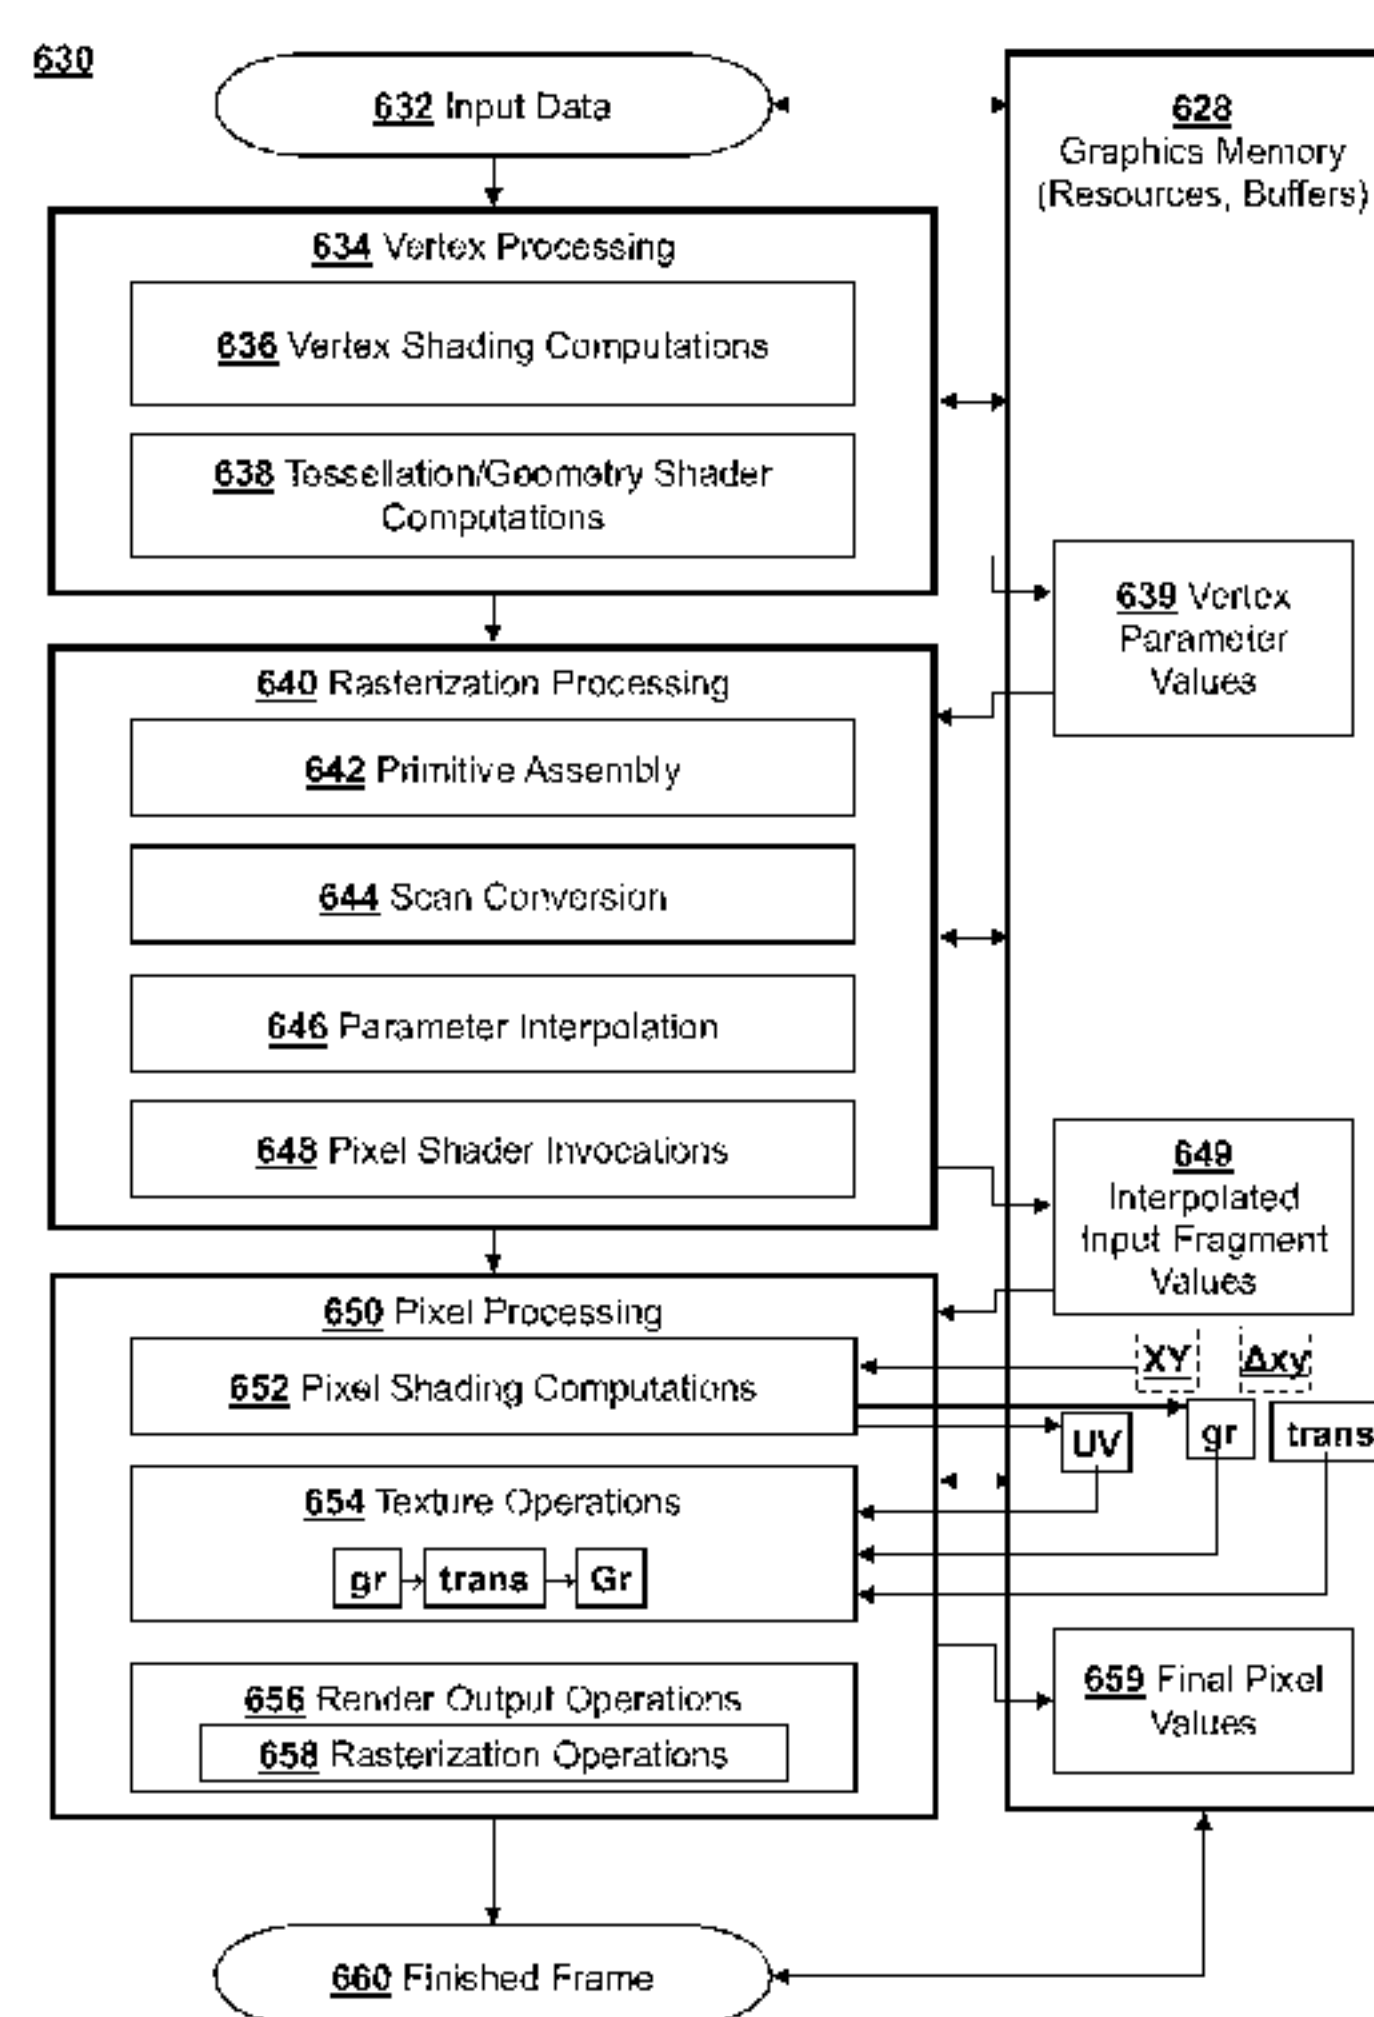 630
632 Input Data
628
Graphics Memory
(Resources, Buffers)
634 Vertex Processing
636 Vertex Shading Computations
638 Tessellation/Geometry Shader
Computations
639 Vertex
Parameter
Values
640 Rasterization Processing
642 Primitive Assembly
644 Scan Conversion
646 Parameter Interpolation
648 Pixel Shader Invocations
649
Interpolated
Input Fragment
Values
650 Pixel Processing
652 Pixel Shading Computations
XY
Δxy
UV
gr
trans
654 Texture Operations
gr
trans
Gr
656 Render Output Operations
658 Rasterization Operations
659 Final Pixel
Values
660 Finished Frame